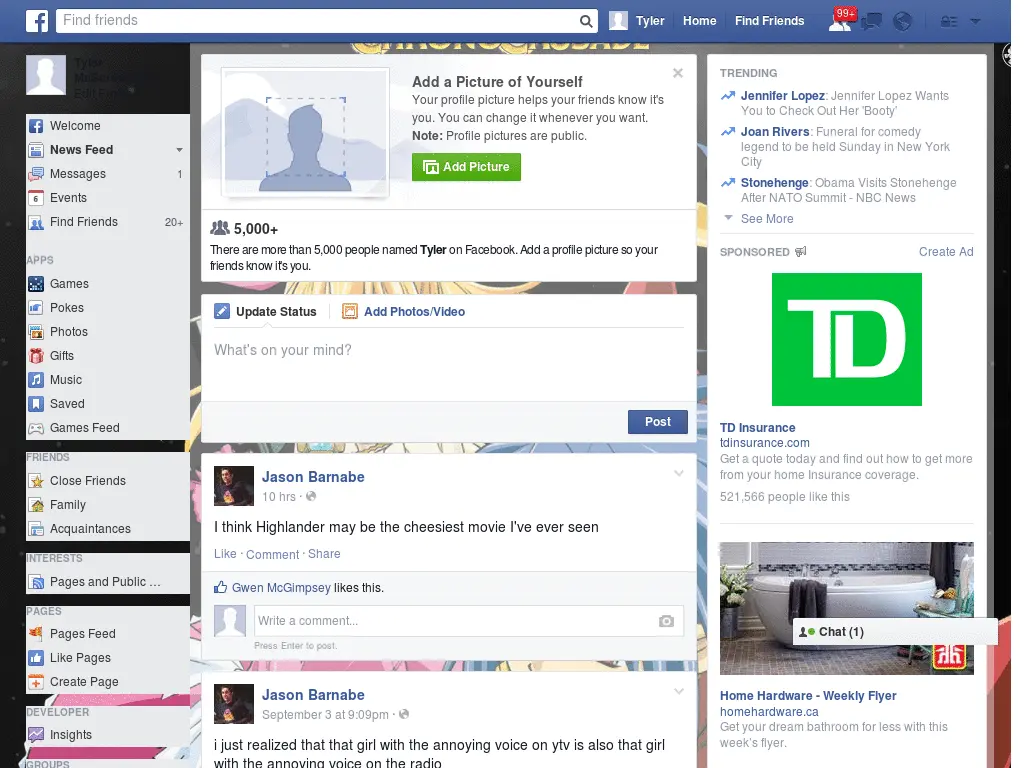 Find friends
Tyler
Home
Find Friends
99+
CHRONO CRUSADE
Tyler
Edit
Welcome
News Feed
Messages 1
Events
Find Friends 20+
APPS
Games
Pokes
Photos
Gifts
Music
Saved
Games Feed
FRIENDS
Close Friends
Family
Acquaintances
INTERESTS
Pages and Public ...
PAGES
Pages Feed
Like Pages
Create Page
DEVELOPER
Insights
GROUPS
Add a Picture of Yourself
Your profile picture helps your friends know it's
you. You can change it whenever you want.
Note: Profile pictures are public.
Add Picture
5,000+
There are more than 5,000 people named Tyler on Facebook. Add a profile picture so your
friends know it's you.
Update Status
Add Photos/Video
What's on your mind?
Post
Jason Barnabe
10 hrs ·
I think Highlander may be the cheesiest movie I've ever seen
Like · Comment · Share
Gwen McGimpsey likes this.
Write a comment...
Press Enter to post.
Jason Barnabe
September 3 at 9:09pm ·
i just realized that that girl with the annoying voice on ytv is also that girl
with the annoying voice on the radio
TRENDING
Jennifer Lopez: Jennifer Lopez Wants
You to Check Out Her 'Booty'
Joan Rivers: Funeral for comedy
legend to be held Sunday in New York
City
Stonehenge: Obama Visits Stonehenge
After NATO Summit - NBC News
See More
SPONSORED
Create Ad
TD
TD Insurance
tdinsurance.com
Get a quote today and find out how to get more
from your home Insurance coverage.
521,566 people like this
Chat (1)
Home Hardware - Weekly Flyer
homehardware.ca
Get your dream bathroom for less with this
week's flyer.